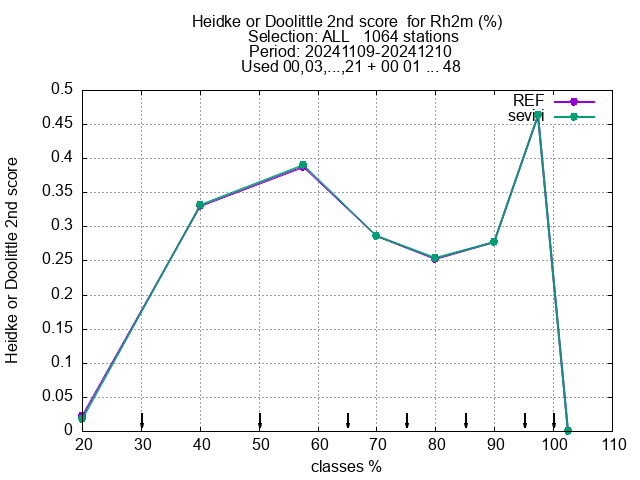 Heidke or Doolittle 2nd score  for Rh2m (%)
Selection: ALL   1064 stations
Period: 20241109-20241210
Used 00,03,...,21 + 00 01 ... 48
REF
seviri
Heidke or Doolittle 2nd score
0.5
0.45
0.4
0.35
0.3
0.25
0.2
0.15
0.1
0.05
0
20 30 40 50 60 70 80 90 100 110
classes %